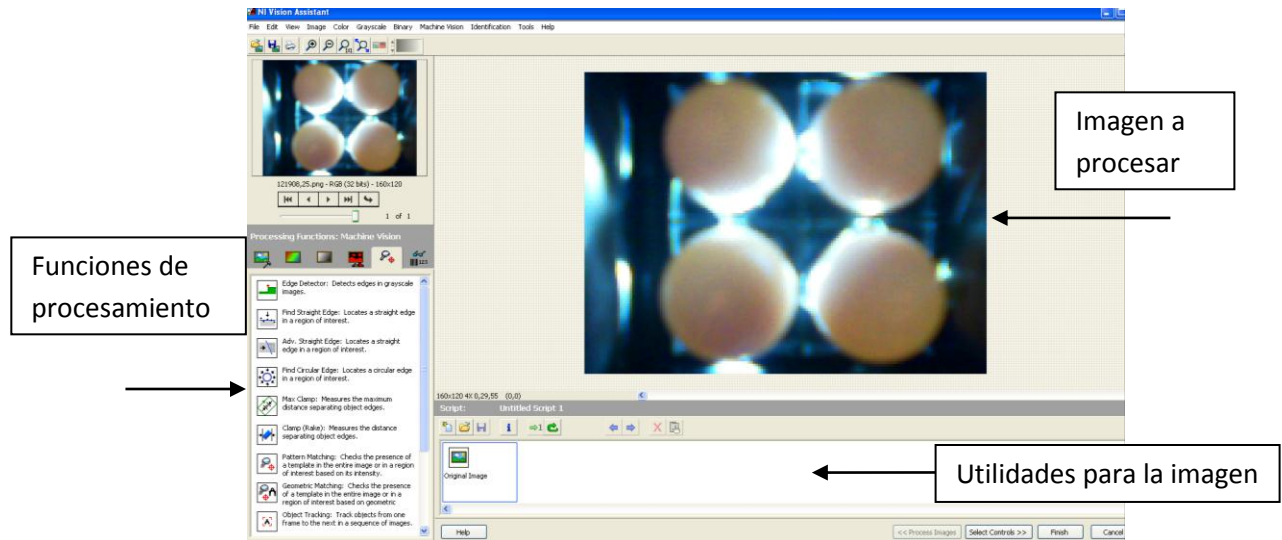 NI Vision Assistant
File Edit View Image Color Grayscale Binary Machine Vision Identification Tools Help
121908,25.png - RGB (32 bits) - 160x120
1 of 1
Processing Functions: Machine Vision
Edge Detector: Detects edges in grayscale
images.
Find Straight Edge: Locates a straight edge
in a region of interest.
Adv. Straight Edge: Locates a straight
edge in a region of interest.
Find Circular Edge: Locates a circular edge
in a region of interest.
Max Clamp: Measures the maximum
distance separating object edges.
Clamp (Rake): Measures the distance
separating object edges.
Pattern Matching: Checks the presence of
a template in the entire image or in a region
of interest based on its intensity.
Geometric Matching: Checks the presence
of a template in the entire image or in a
region of interest based on geometric
Object Tracking: Track objects from one
frame to the next in a sequence of images.
Help
160x120 4X 8,29,55 (0,0)
Script: Untitled Script 1
1
Original Image
<< Process Images
Select Controls >>
Finish
Cancel
Imagen a
procesar
Funciones de
procesamiento
Utilidades para la imagen